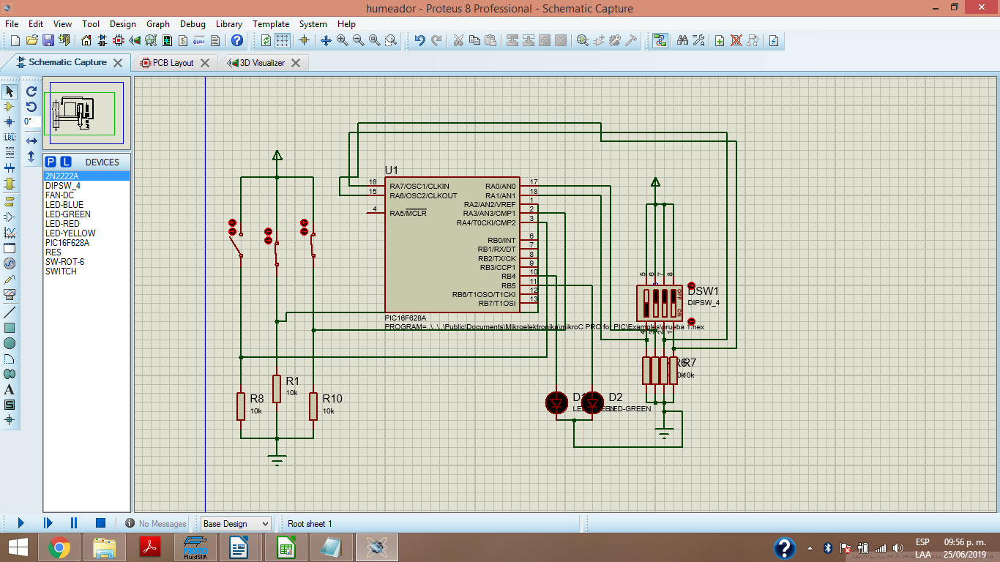 humeador - Proteus 8 Professional - Schematic Capture
File Edit View Tool Design Graph Debug Library Template System Help
Schematic Capture
PCB Layout
3D Visualizer
LBL
0°
P L DEVICES
2N2222A
DIPSW_4
FAN-DC
LED-BLUE
LED-GREEN
LED-RED
LED-YELLOW
PIC16F628A
RES
SW-ROT-6
SWITCH
A
S
U1
16 RA7/OSC1/CLKIN RA0/AN0 17
15 RA6/OSC2/CLKOUT RA1/AN1 18
RA2/AN2/VREF 1
4 RA5/MCLR RA3/AN3/CMP1 2
RA4/T0CKI/CMP2 3
RB0/INT 6
RB1/RX/DT 7
RB2/TX/CK 8
RB3/CCP1 9
RB4 10
RB5 11
RB6/T1OSO/T1CKI 12
RB7/T1OSI 13
PIC16F628A
PROGRAM=..\..\..\Public\Documents\Mikroelektronika\mikroC PRO for PIC\Examples\prueba 1.hex
5 6 7 8
OFF
ON
DSW1
DIPSW_4
4 3 2 1
R6 R7
10k
R8
10k
R1
10k
R10
10k
D1
D2
LED-GREEN
No Messages
Base Design
Root sheet 1
FESTO
FluidSIM
ESP
LAA
09:56 p. m.
25/06/2019